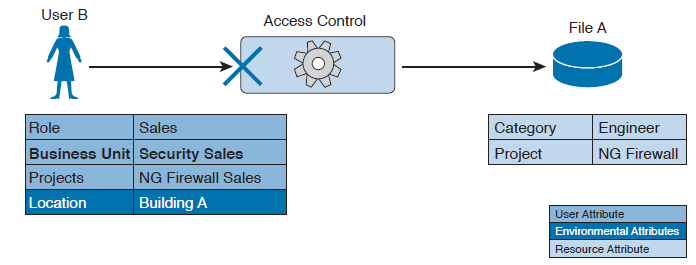 User B
Access Control
File A
Role Sales
Business Unit Security Sales
Projects NG Firewall Sales
Location Building A
Category Engineer
Project NG Firewall
User Attribute
Environmental Attributes
Resource Attribute